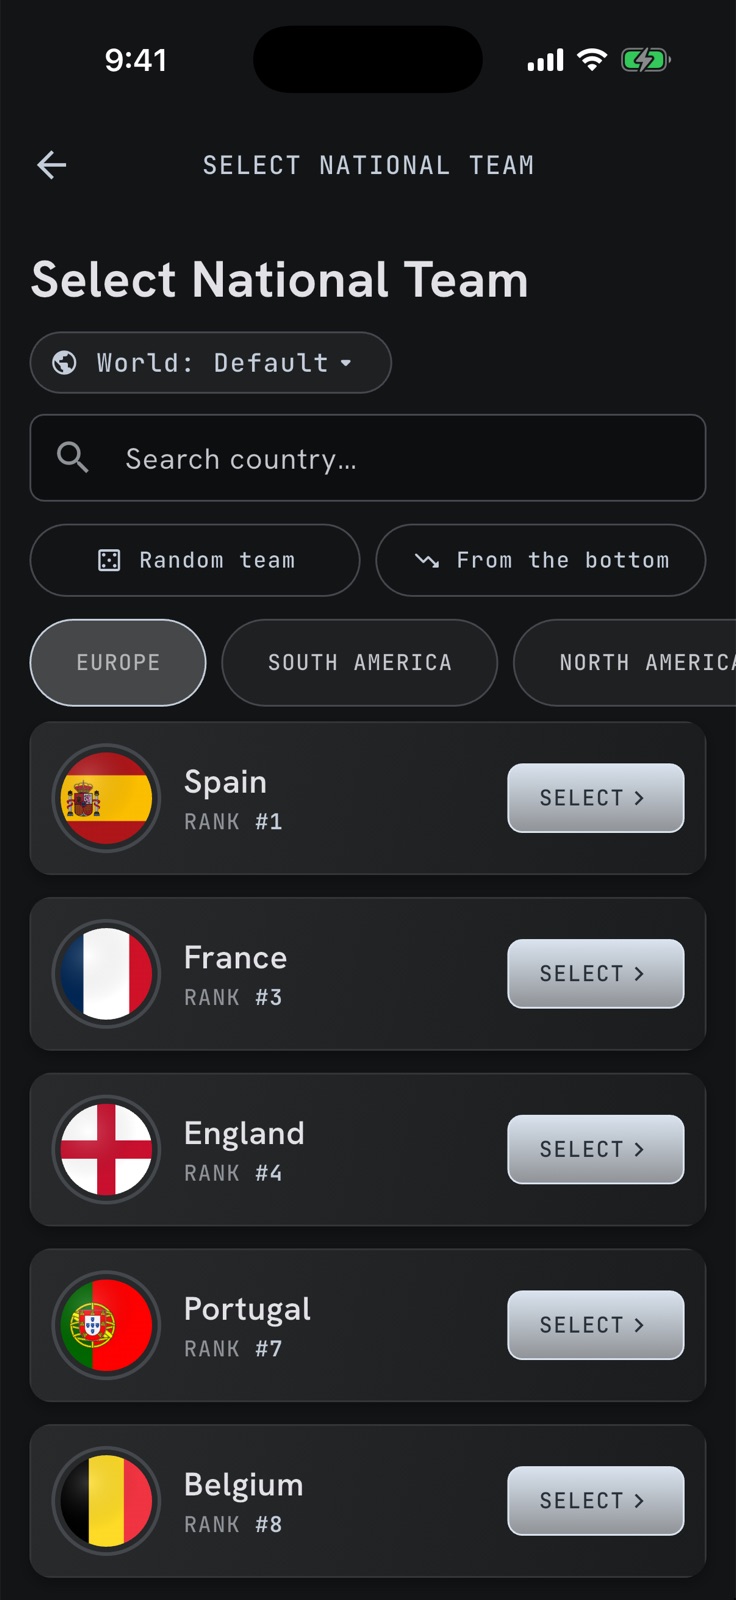 9:41
SELECT NATIONAL TEAM
Select National Team
World: Default
Search country...
Random team
From the bottom
EUROPE
SOUTH AMERICA
NORTH AMERICA
Spain
RANK #1
SELECT
France
RANK #3
SELECT
England
RANK #4
SELECT
Portugal
RANK #7
SELECT
Belgium
RANK #8
SELECT